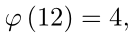 φ (12) = 4,